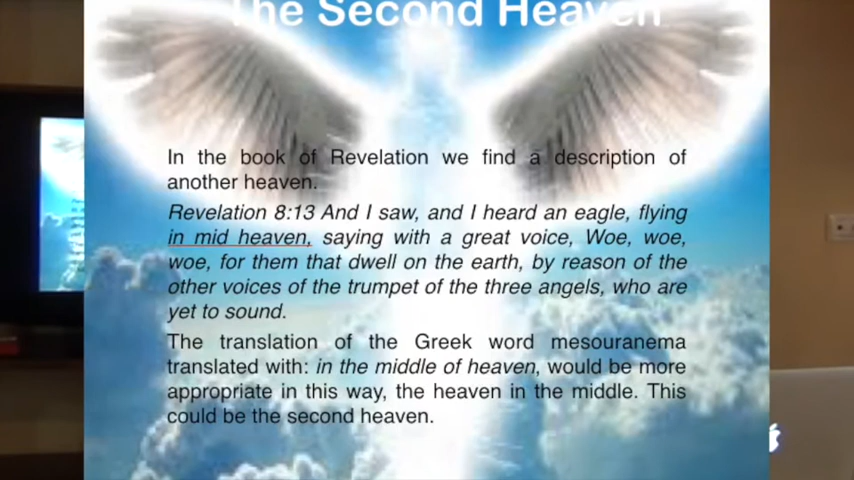 The Second Heaven
In the book of Revelation we find a description of
another heaven.
Revelation 8:13 And I saw, and I heard an eagle, flying
in mid heaven, saying with a great voice, Woe, woe,
woe, for them that dwell on the earth, by reason of the
other voices of the trumpet of the three angels, who are
yet to sound.
The translation of the Greek word mesouranema
translated with: in the middle of heaven, would be more
appropriate in this way, the heaven in the middle. This
could be the second heaven.